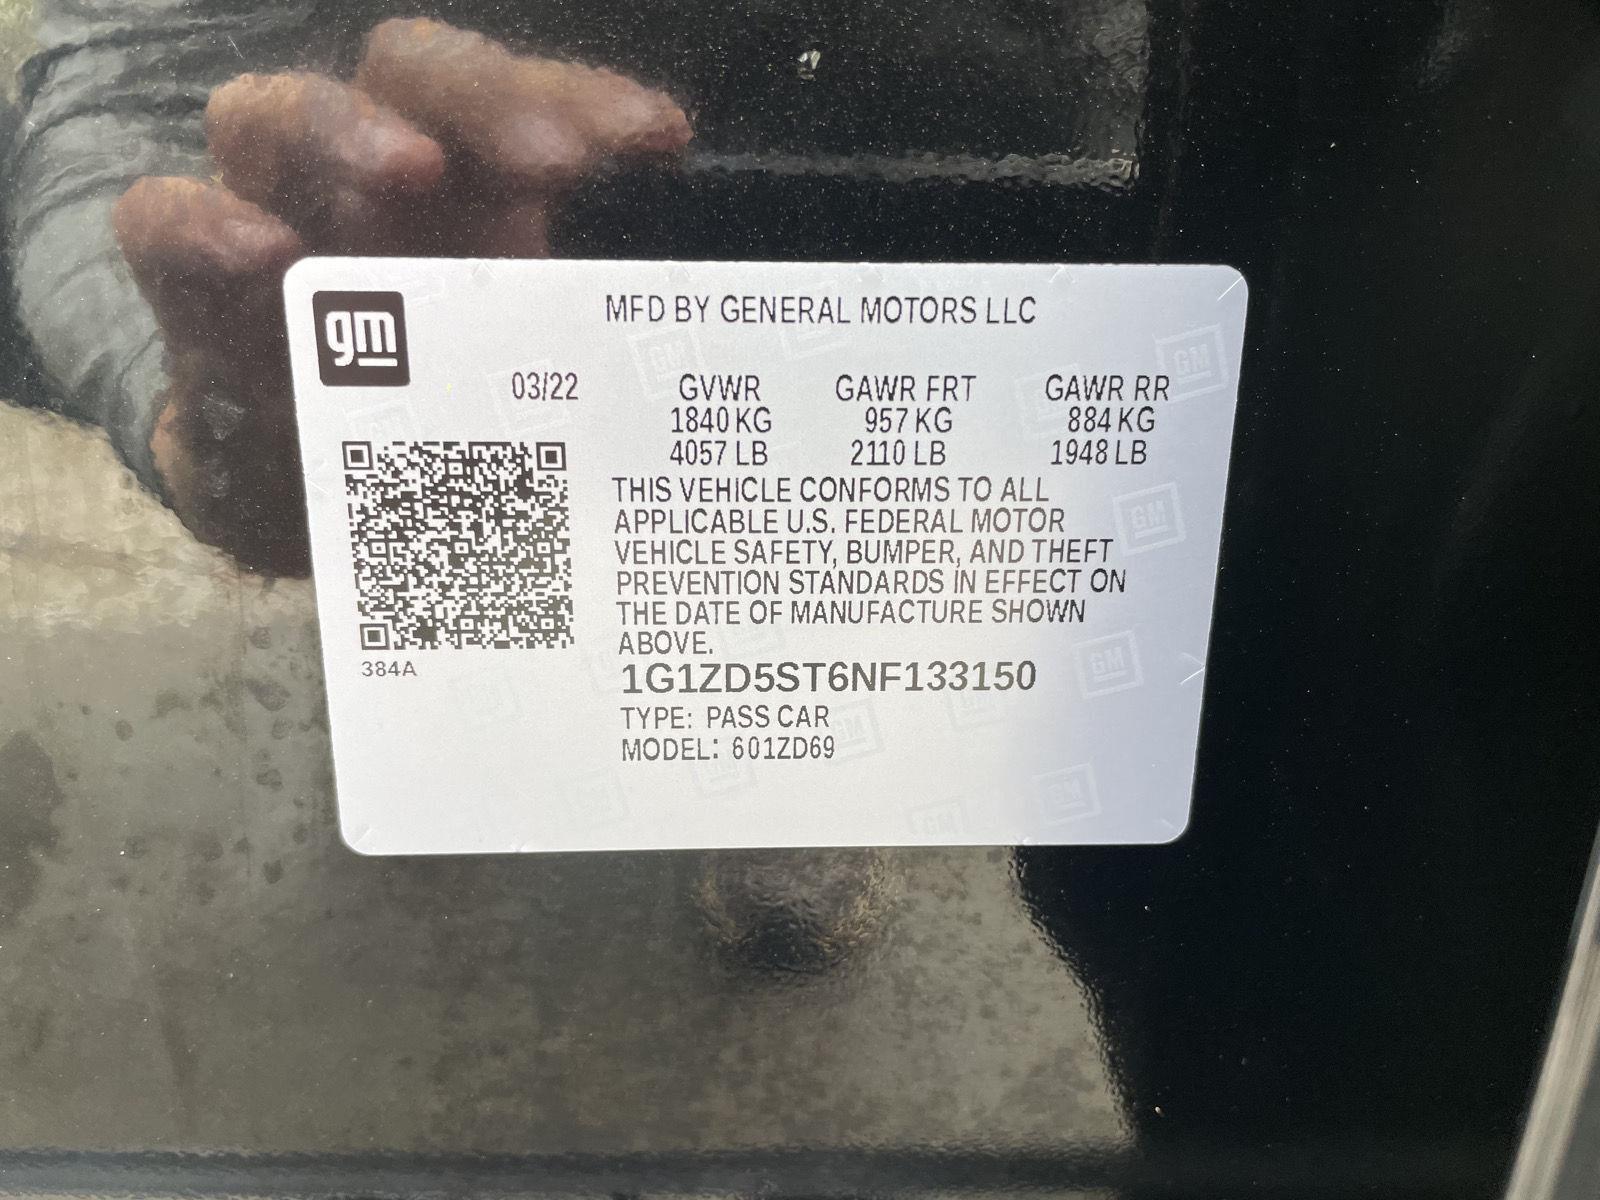 gm
MFD BY GENERAL MOTORS LLC
03/22 GVWR GAWR FRT GAWR RR
1840 KG 957 KG 884 KG
4057 LB 2110 LB 1948 LB
THIS VEHICLE CONFORMS TO ALL
APPLICABLE U.S. FEDERAL MOTOR
VEHICLE SAFETY, BUMPER, AND THEFT
PREVENTION STANDARDS IN EFFECT ON
THE DATE OF MANUFACTURE SHOWN
ABOVE.
384A
1G1ZD5ST6NF133150
TYPE: PASS CAR
MODEL: 601ZD69